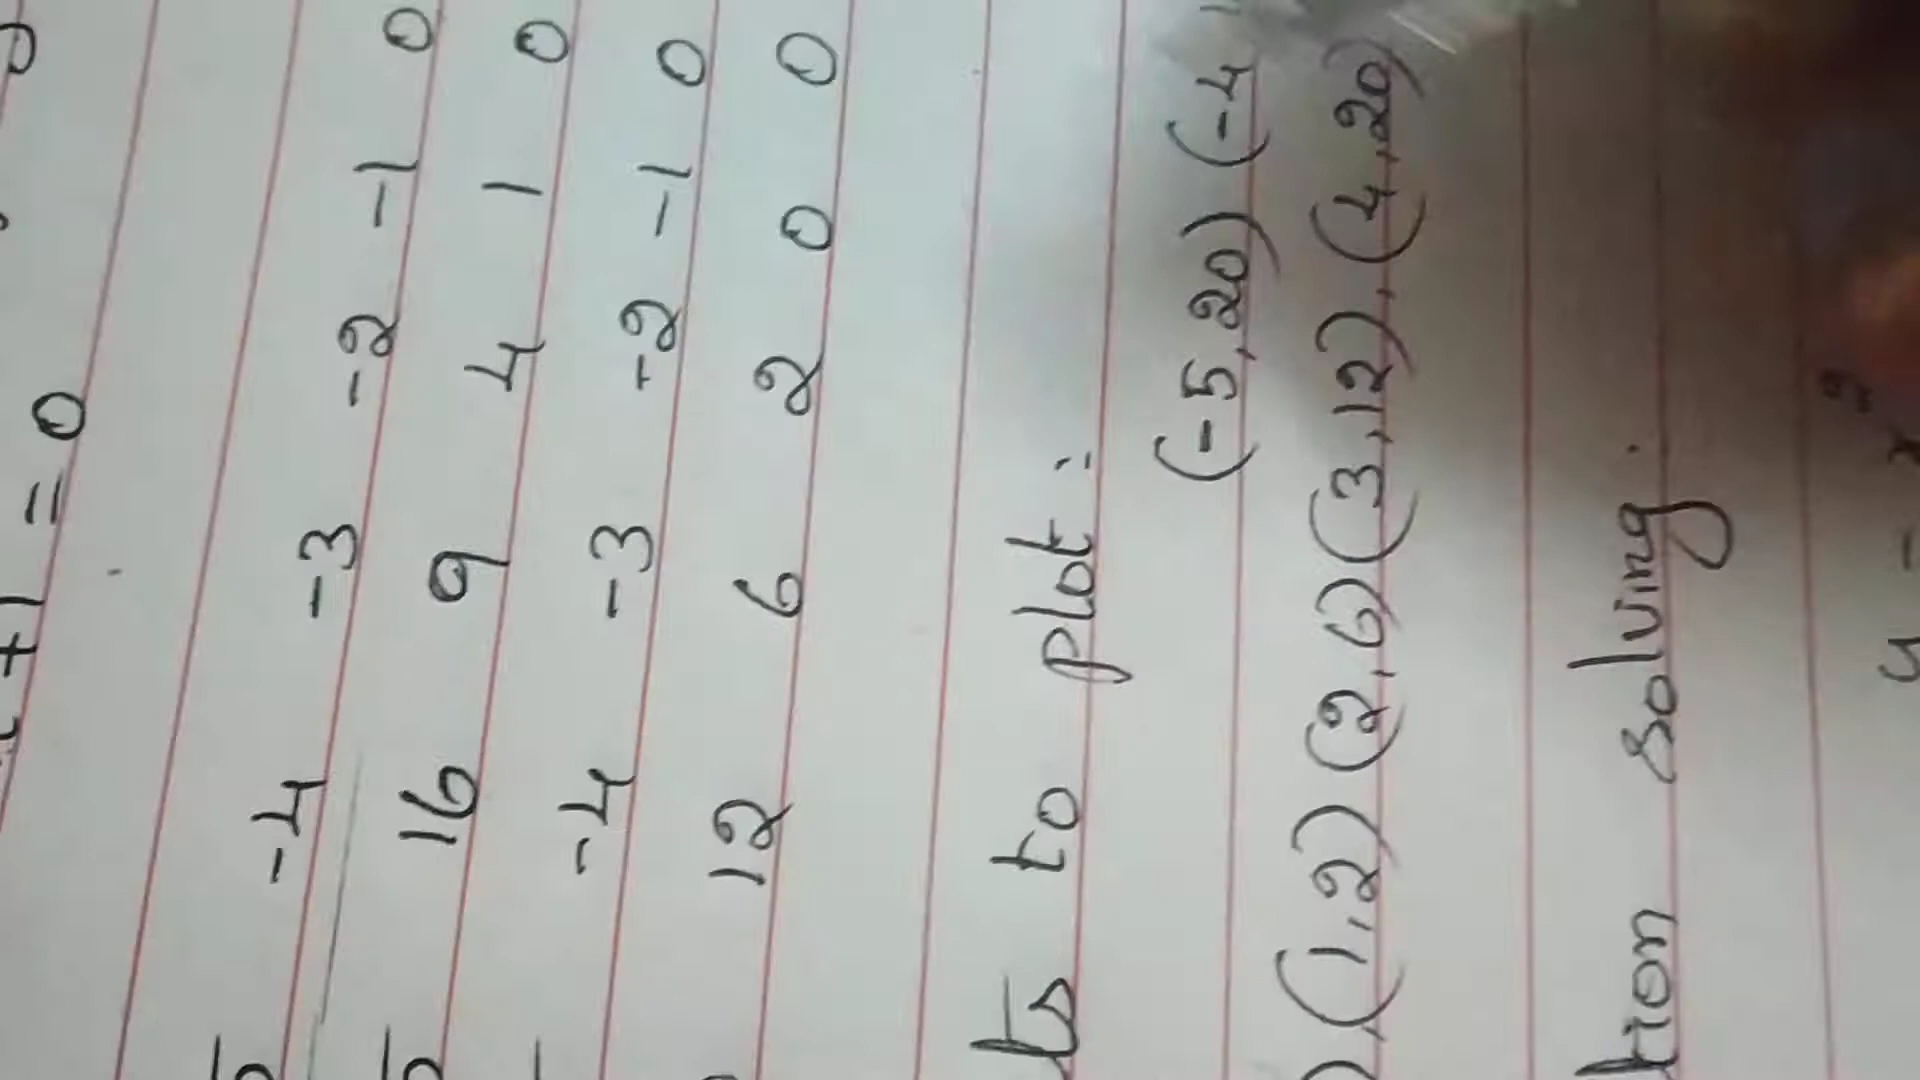 +1 = 0
-4 -3 -2 -1 0
16 9 4 1 0
-4 -3 -2 -1 0
12 6 2 0 0
ts to plot:
(-5,20) (-4
(1,2) (2,6) (3,12), (4,20)
tion solving.
y = x²